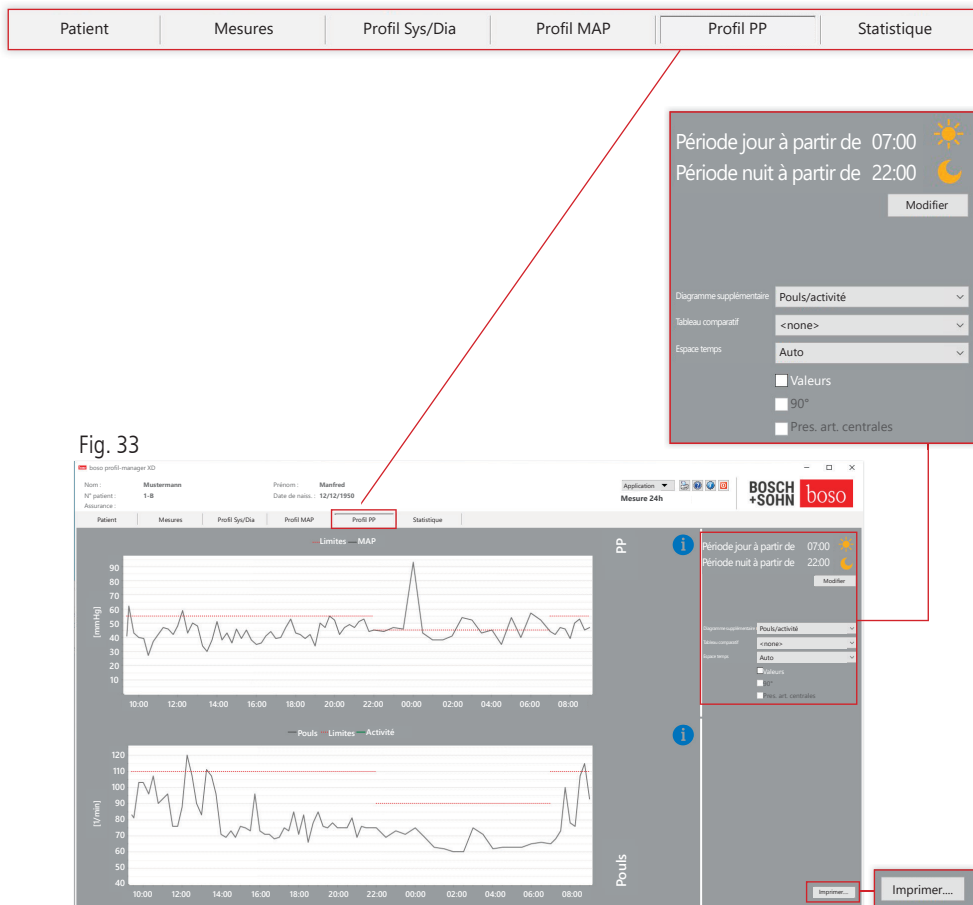 Patient Mesures Profil Sys/Dia Profil MAP Profil PP Statistique
Période jour à partir de 07:00
Période nuit à partir de 22:00
Modifier
Diagramme supplémentaire Pouls/activité
Tableau comparatif <none>
Espace temps Auto
Valeurs
90°
Pres. art. centrales
Fig. 33
boso boso profil-manager XD
Nom : Mustermann Prénom : Manfred
N° patient : 1-8 Date de naiss. : 12/12/1950
Assurance :
Application
Mesure 24h
BOSCH
+SOHN
boso
Patient Mesures Profil Sys/Dia Profil MAP Profil PP Statistique
Limites MAP
PP
[mmHg]
90
80
70
60
50
40
30
20
10
10:00 12:00 14:00 16:00 18:00 20:00 22:00 00:00 02:00 04:00 06:00 08:00
i
Période jour à partir de 07:00
Période nuit à partir de 22:00
Modifier
Diagramme supplémentaire Pouls/activité
Tableau comparatif <none>
Espace temps Auto
Valeurs
90°
Pres. art. centrales
Pouls Limites Activité
i
[1/min]
120
110
100
90
80
70
60
50
40
10:00 12:00 14:00 16:00 18:00 20:00 22:00 00:00 02:00 04:00 06:00 08:00
Pouls
Imprimer...
Imprimer....